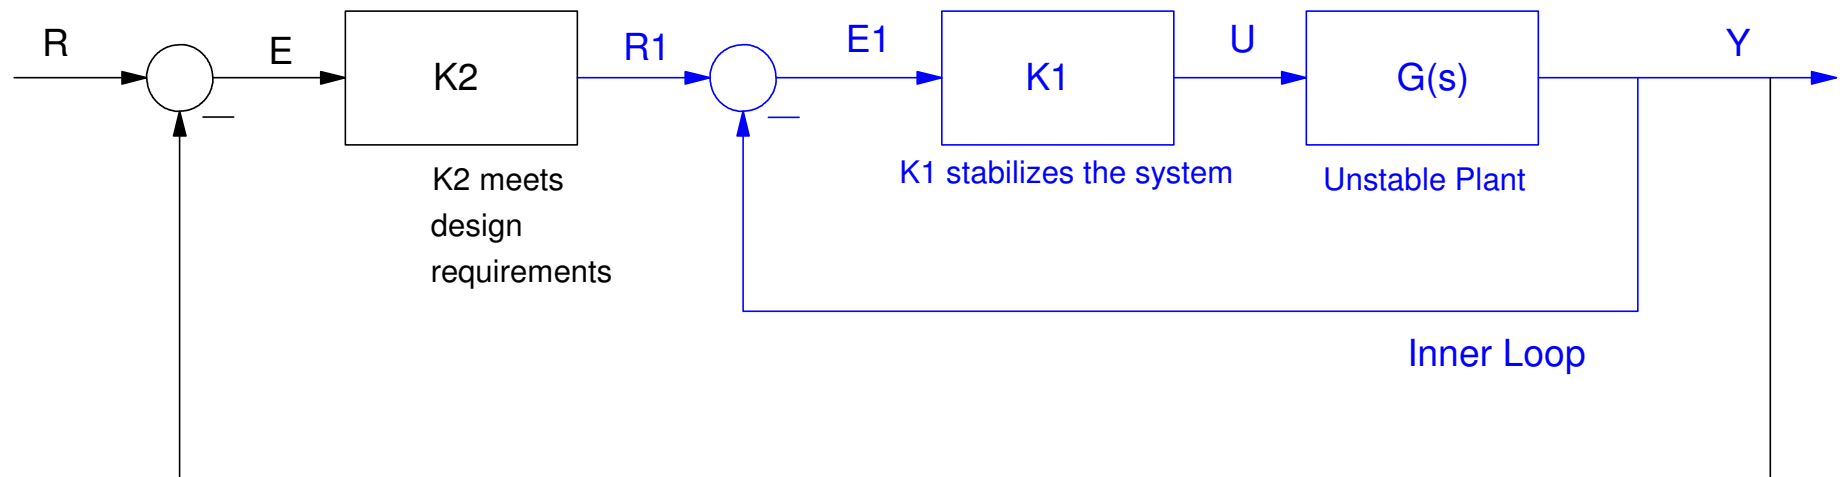 R
E
K2
R1
E1
K1
U
G(s)
Y
K2 meets
design
requirements
K1 stabilizes the system
Unstable Plant
Inner Loop